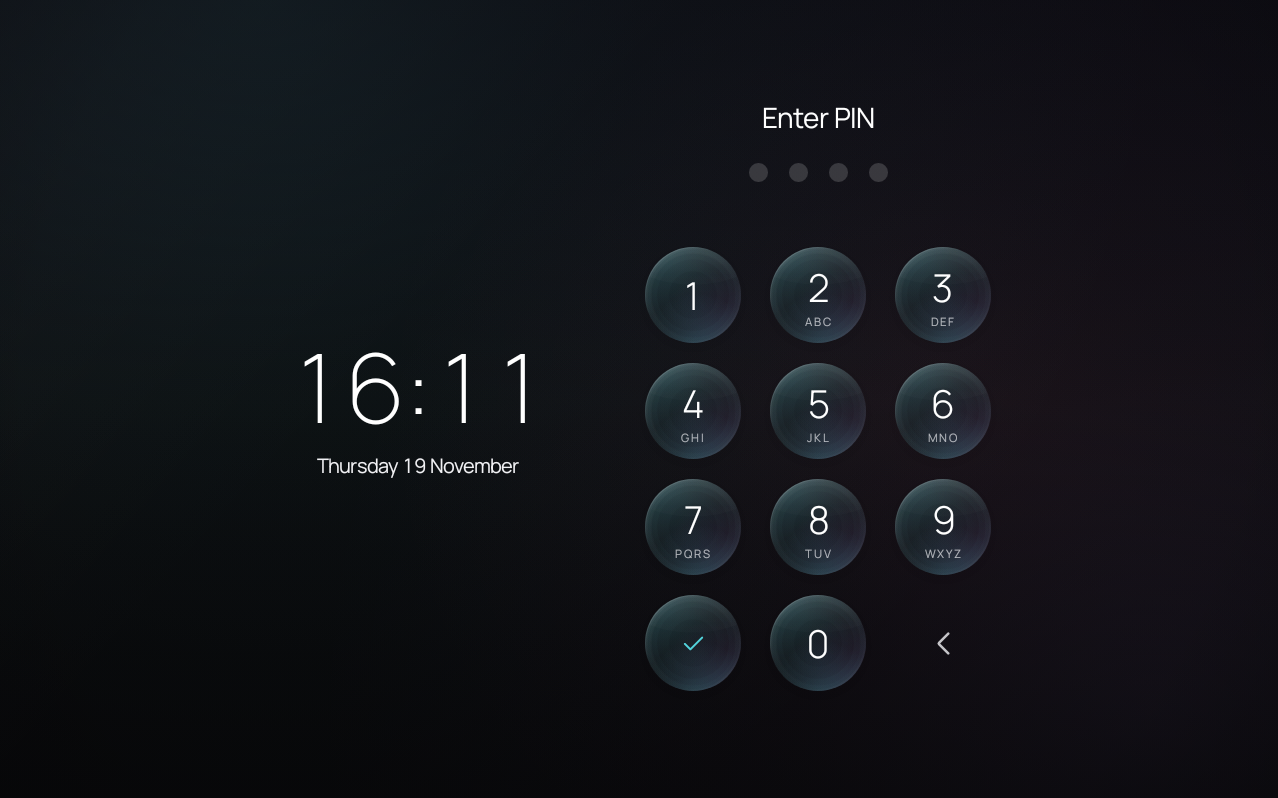 16:11
Thursday 19 November
Enter PIN
1
2
ABC
3
DEF
4
GHI
5
JKL
6
MNO
7
PQRS
8
TUV
9
WXYZ
0